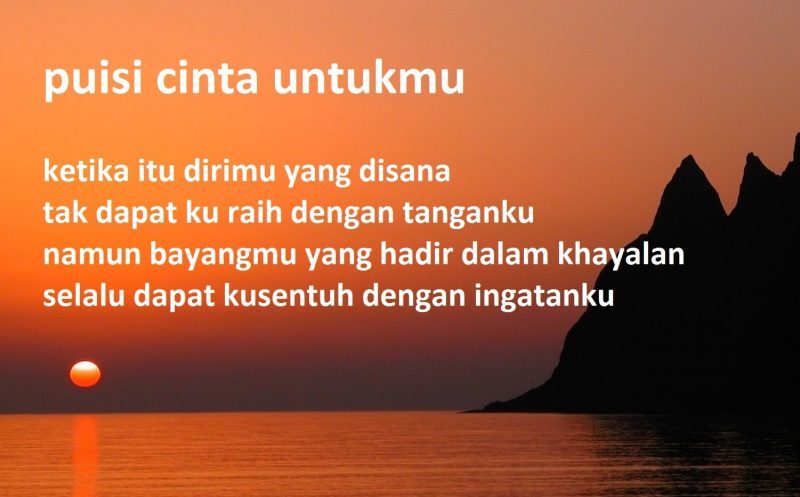 puisi cinta untukmu
ketika itu dirimu yang disana
tak dapat ku raih dengan tanganku
namun bayangmu yang hadir dalam khayalan
selalu dapat kusentuh dengan ingatanku